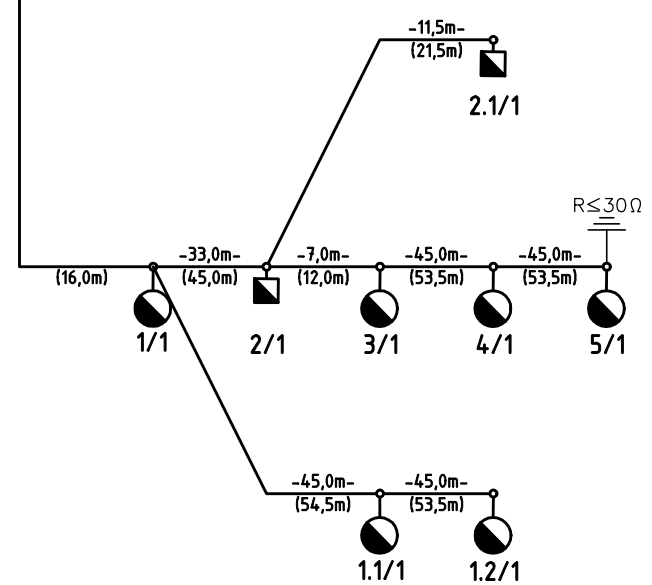 -11,5m-
(21,5m)
2.1/1
R≤30Ω
-33,0m-
-7,0m-
-45,0m-
-45,0m-
(16,0m)
(45,0m)
(12,0m)
(53,5m)
(53,5m)
1/1
2/1
3/1
4/1
5/1
-45,0m-
-45,0m-
(54,5m)
(53,5m)
1.1/1
1.2/1